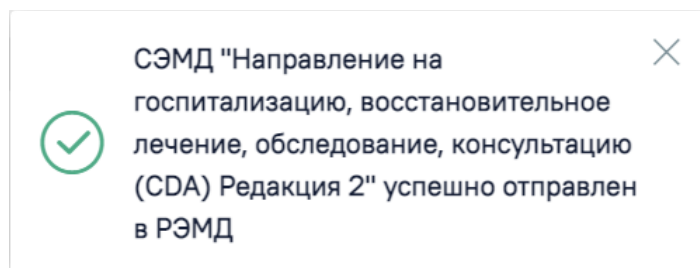 СЭМД "Направление на
госпитализацию, восстановительное
лечение, обследование, консультацию
(CDA) Редакция 2" успешно отправлен
в РЭМД